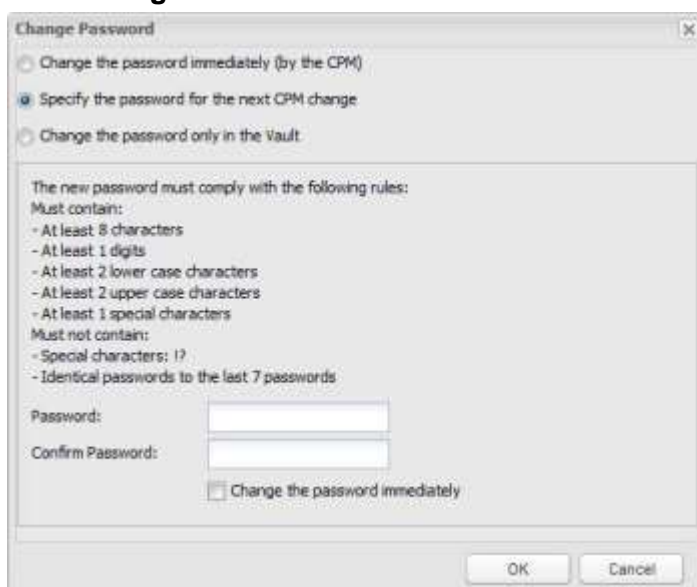 Change Password
Change the password immediately (by the CPM)
Specify the password for the next CPM change
Change the password only in the Vault
The new password must comply with the following rules:
Must contain:
- At least 8 characters
- At least 1 digits
- At least 2 lower case characters
- At least 2 upper case characters
- At least 1 special characters
Must not contain:
- Special characters: !?
- Identical passwords to the last 7 passwords
Password:
Confirm Password:
Change the password immediately
OK Cancel